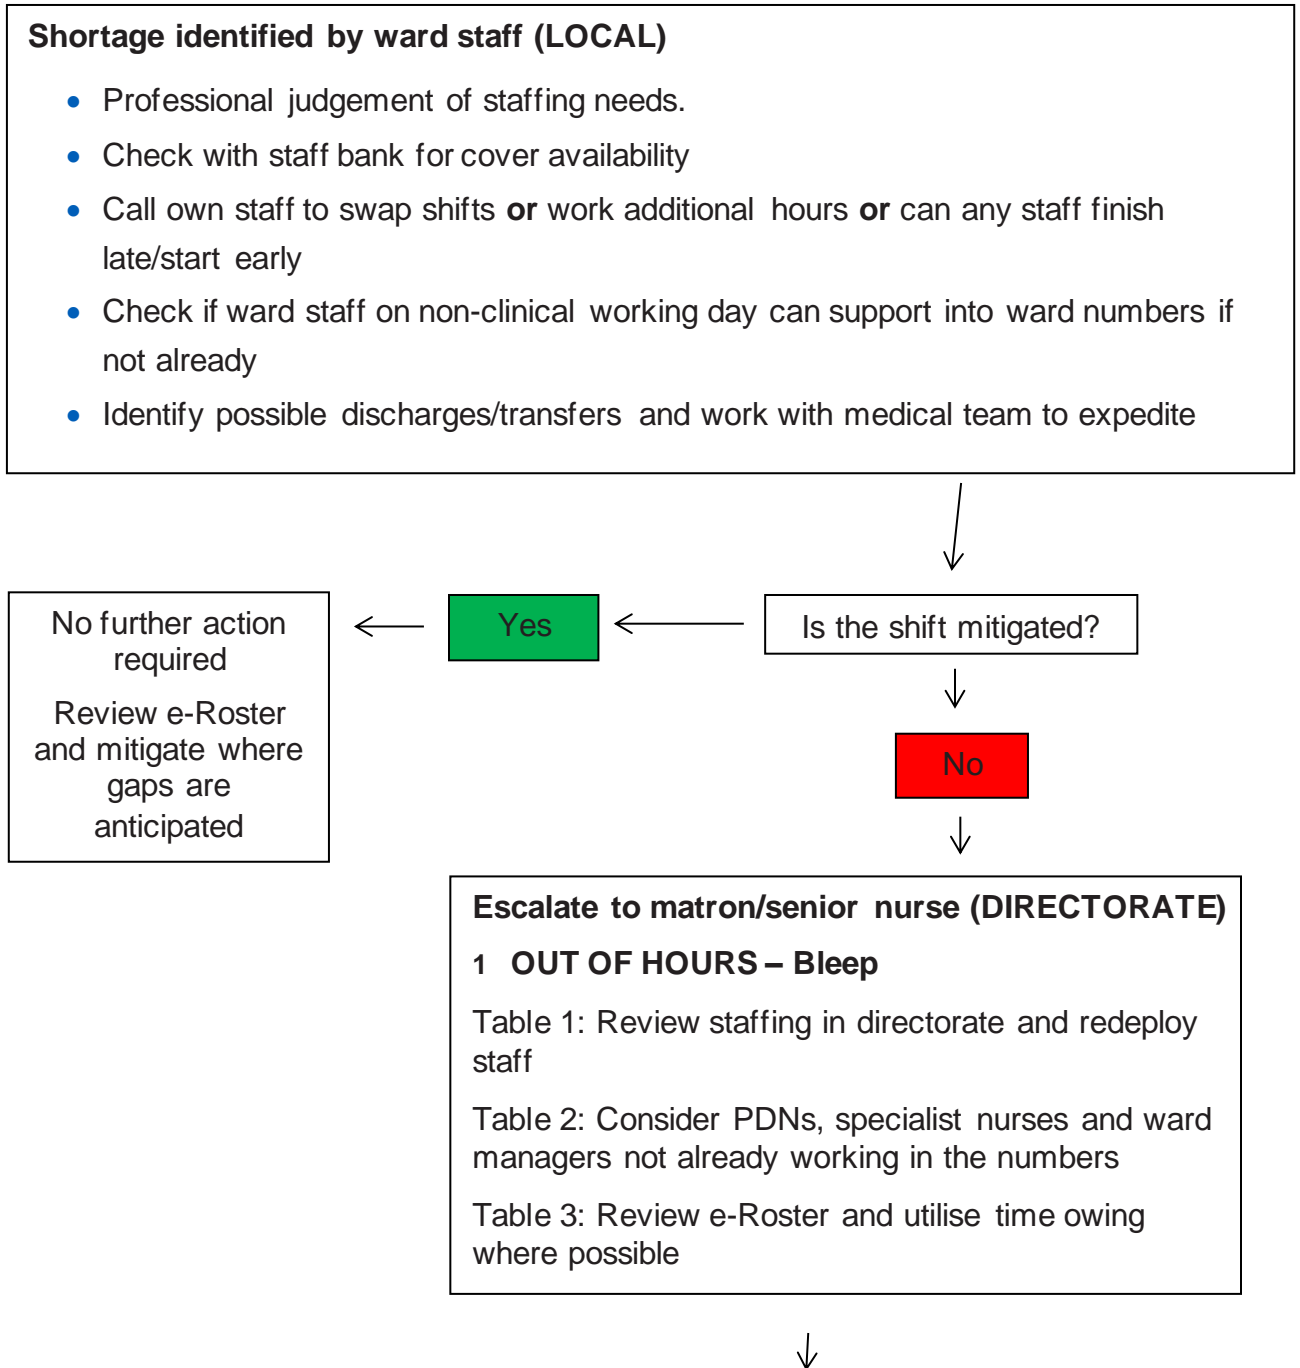 Shortage identified by ward staff (LOCAL)
• Professional judgement of staffing needs.
• Check with staff bank for cover availability
• Call own staff to swap shifts or work additional hours or can any staff finish
late/start early
• Check if ward staff on non-clinical working day can support into ward numbers if
not already
• Identify possible discharges/transfers and work with medical team to expedite
Is the shift mitigated?
Yes
No further action
required
Review e-Roster
and mitigate where
gaps are
anticipated
No
Escalate to matron/senior nurse (DIRECTORATE)
1 OUT OF HOURS – Bleep
Table 1: Review staffing in directorate and redeploy
staff
Table 2: Consider PDNs, specialist nurses and ward
managers not already working in the numbers
Table 3: Review e-Roster and utilise time owing
where possible